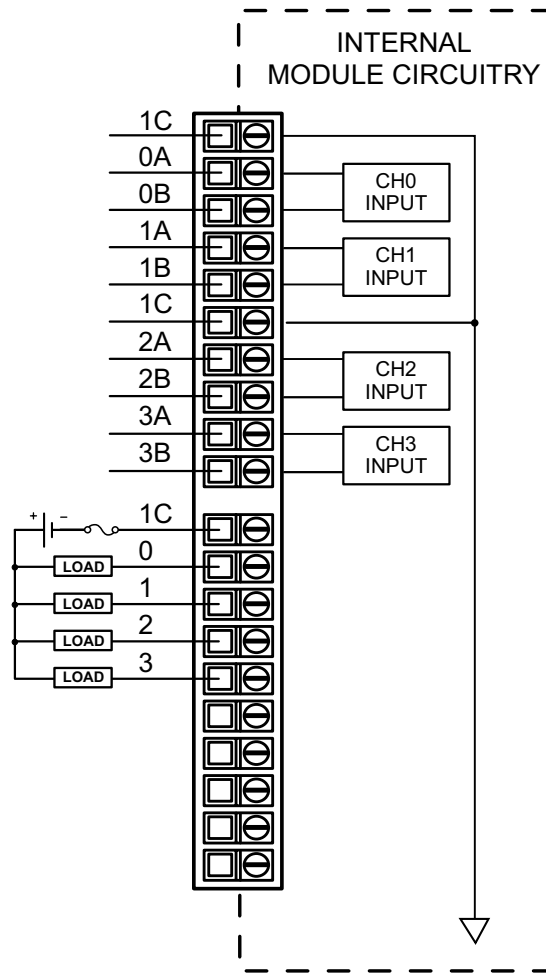 INTERNAL
MODULE CIRCUITRY
1C
0A
0B
CH0
INPUT
1A
1B
CH1
INPUT
1C
2A
2B
CH2
INPUT
3A
3B
CH3
INPUT
+ −
1C
0
LOAD
1
LOAD
2
LOAD
3
LOAD